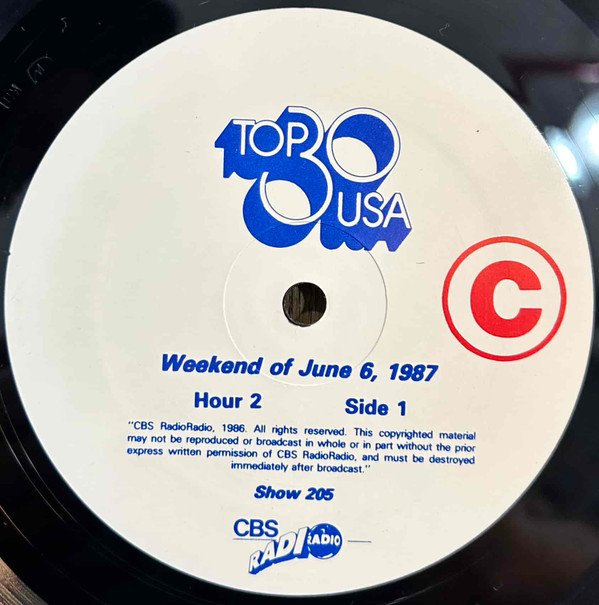 TOP 30
USA
C
Weekend of June 6, 1987
Hour 2 Side 1
"CBS RadioRadio, 1986. All rights reserved. This copyrighted material
may not be reproduced or broadcast in whole or in part without the prior
express written permission of CBS RadioRadio, and must be destroyed
immediately after broadcast."
Show 205
CBS
RADIORADIO